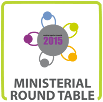 2015
MINISTERIAL
ROUND TABLE